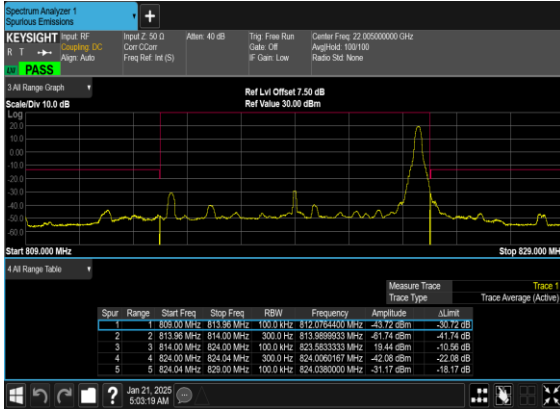 Spectrum Analyzer 1
Spurious Emissions
KEYSIGHT Input: RF Input Z: 50 Ω Atten: 40 dB Trig: Free Run Center Freq: 22.005000000 GHz
R T Coupling: DC Corr CCorr Gate: Off Avg|Hold: 100/100
Align: Auto Freq Ref: Int (S) IF Gain: Low Radio Std: None
PASS
3 All Range Graph
Ref Lvl Offset 7.50 dB
Scale/Div 10.0 dB Ref Value 30.00 dBm
Log
20.0
10.0
0.00
-10.0
-20.0
-30.0
-40.0
-50.0
-60.0
Start 809.000 MHz Stop 829.000 MH
4 All Range Table
Measure Trace Trace 1
Trace Type Trace Average (Active)
Spur Range Start Freq Stop Freq RBW Frequency Amplitude ΔLimit
1 1 809.00 MHz 813.96 MHz 100.0 kHz 812.0764400 MHz -43.72 dBm -30.72 dB
2 2 813.96 MHz 814.00 MHz 300.0 Hz 813.9899933 MHz -61.74 dBm -41.74 dB
3 3 814.00 MHz 824.00 MHz 100.0 kHz 823.5833333 MHz 19.44 dBm -10.56 dB
4 4 824.00 MHz 824.04 MHz 300.0 Hz 824.0060167 MHz -42.08 dBm -22.08 dB
5 5 824.04 MHz 829.00 MHz 100.0 kHz 824.0380000 MHz -31.17 dBm -18.17 dB
Jan 21, 2025
5:03:19 AM